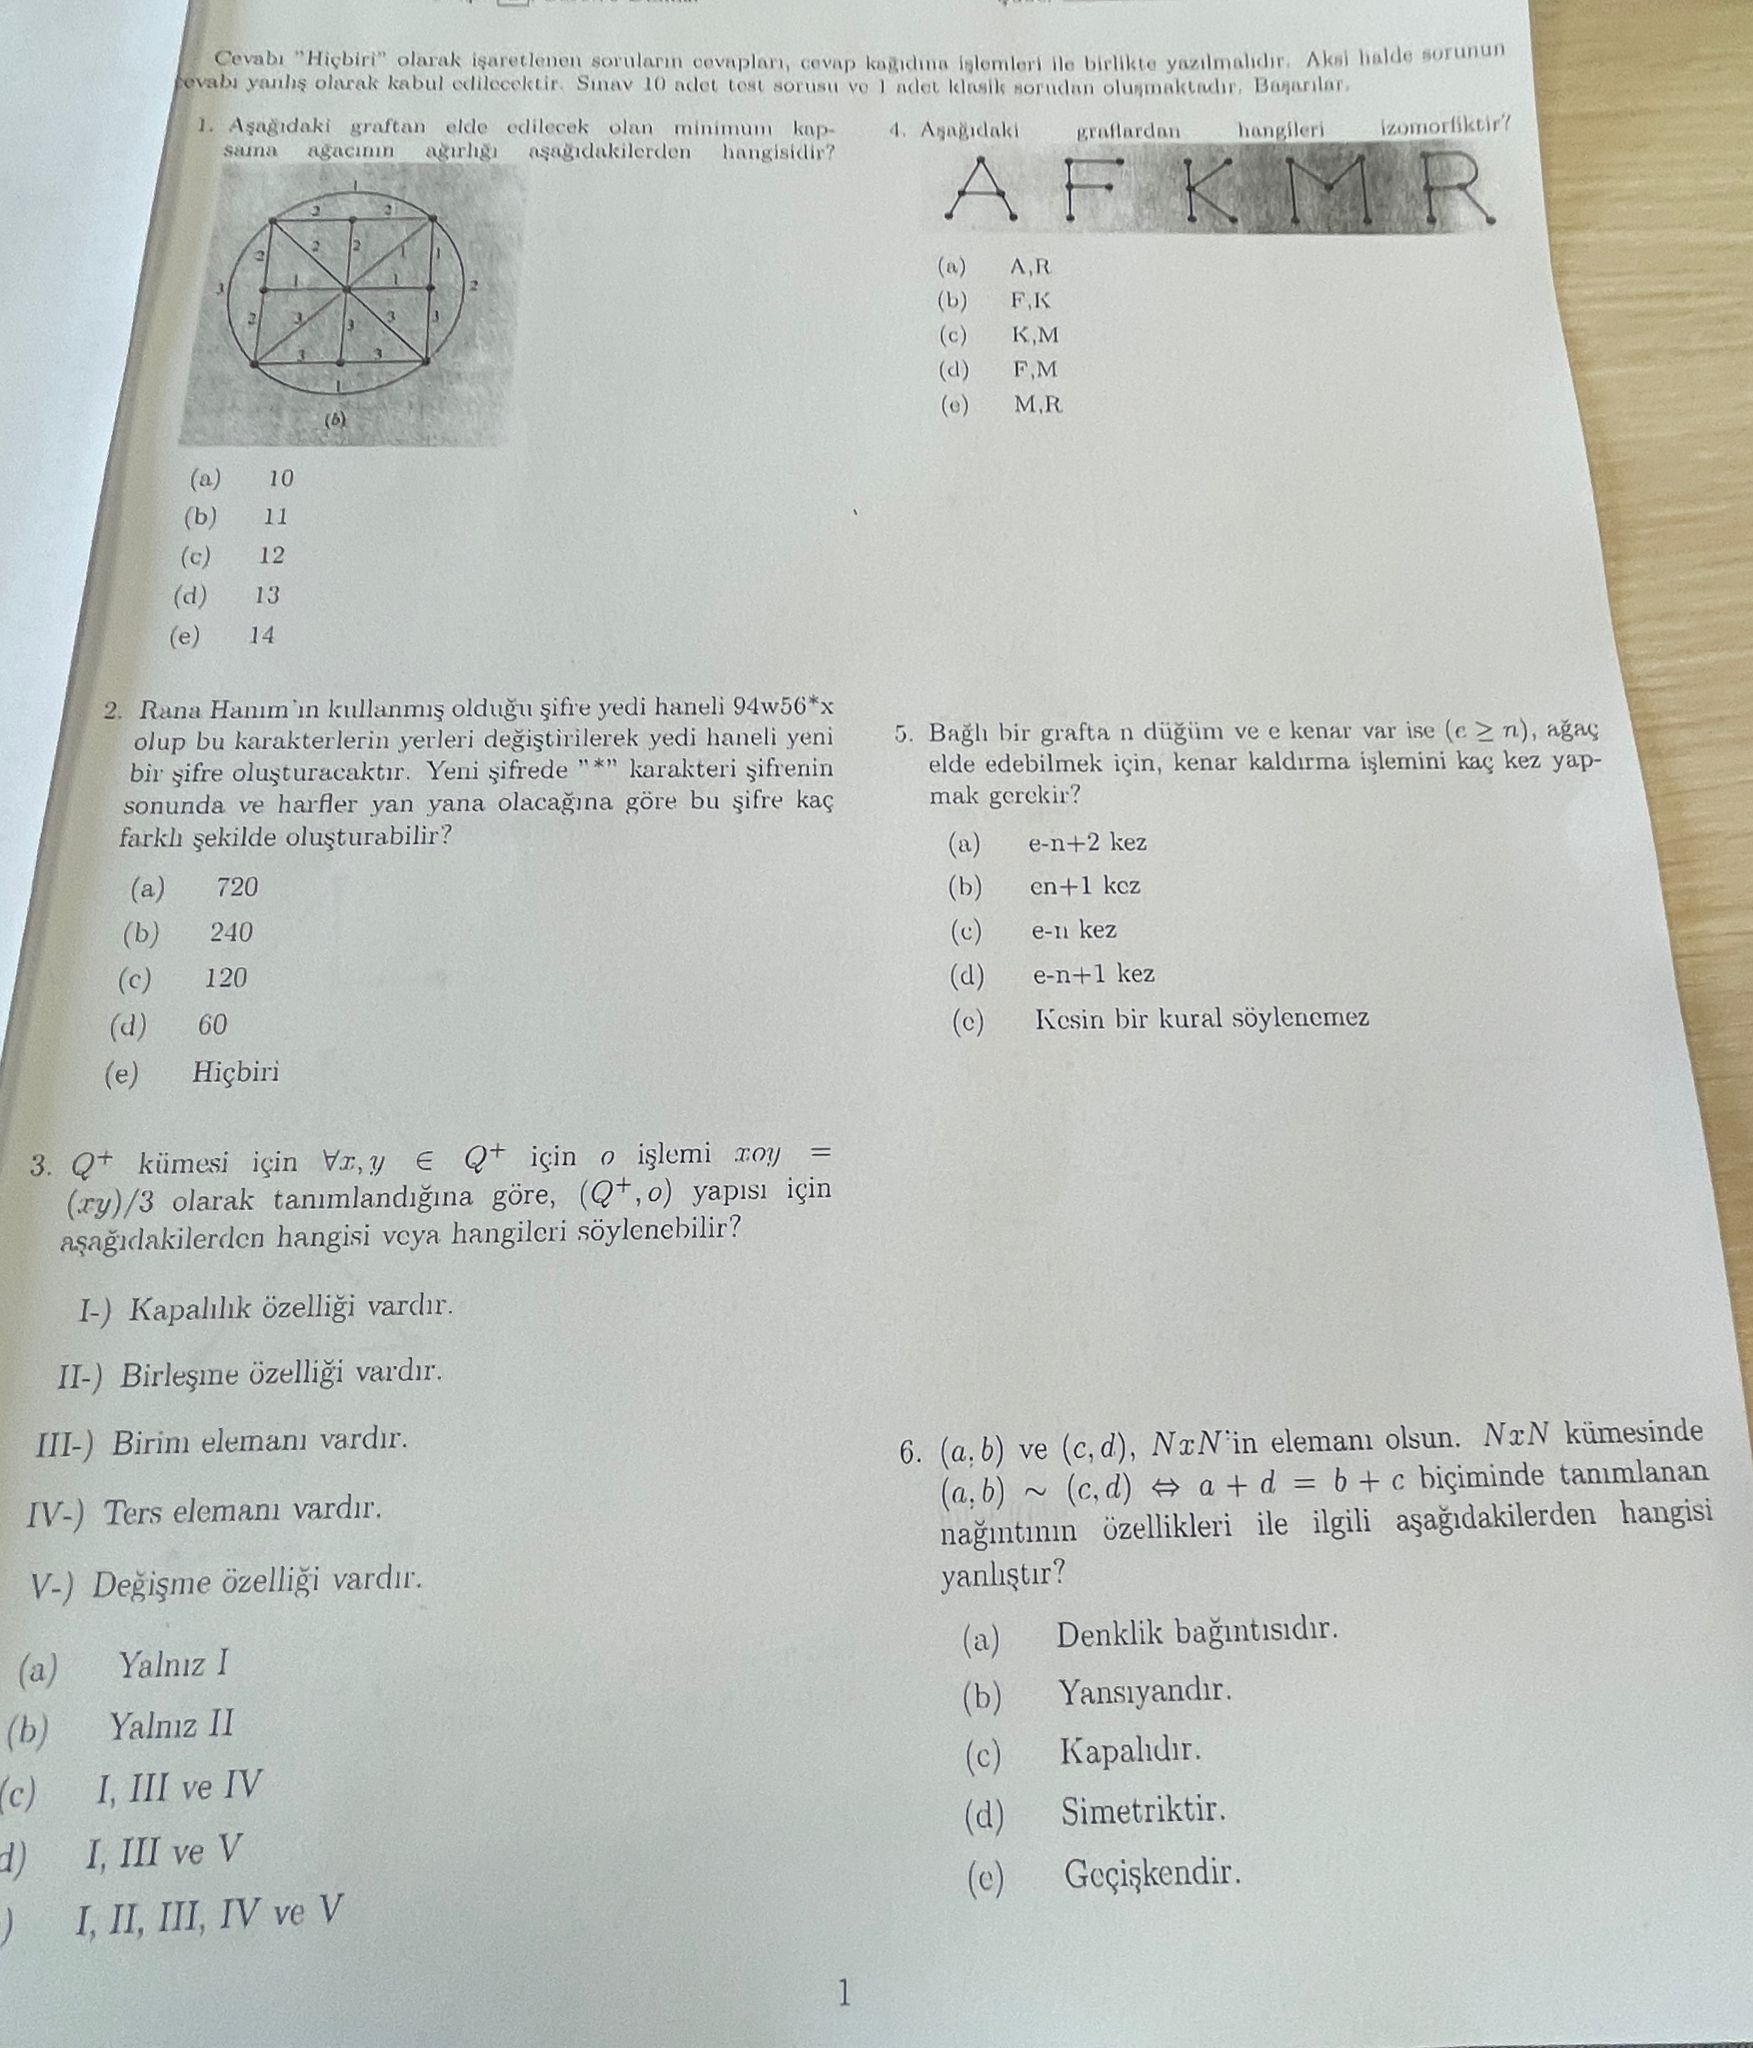 Cevabı "Hiçbiri" olarak işaretlenen soruların cevapları, cevap kağıdına işlemleri ile birlikte yazılmalıdır. Aksi halde sorunun
cevabı yanlış olarak kabul edilecektir. Sınav 10 adet test sorusu ve 1 adet klasik sorudan oluşmaktadır. Başarılar.
1. Aşağıdaki graftan elde edilecek olan minimum kap-
sama ağacının ağırlığı aşağıdakilerden hangisidir?
1
2 2
2 2 2 1 1
3 1 1 2
2 3 3 3 3
3 3
1
(b)
(a) 10
(b) 11
(c) 12
(d) 13
(e) 14
2. Rana Hanım'ın kullanmış olduğu şifre yedi haneli 94w56*x
olup bu karakterlerin yerleri değiştirilerek yedi haneli yeni
bir şifre oluşturacaktır. Yeni şifrede "*" karakteri şifrenin
sonunda ve harfler yan yana olacağına göre bu şifre kaç
farklı şekilde oluşturabilir?
(a) 720
(b) 240
(c) 120
(d) 60
(e) Hiçbiri
3. Q⁺ kümesi için ∀x, y ∈ Q⁺ için o işlemi xoy =
(xy)/3 olarak tanımlandığına göre, (Q⁺, o) yapısı için
aşağıdakilerden hangisi veya hangileri söylenebilir?
I-) Kapalılık özelliği vardır.
II-) Birleşme özelliği vardır.
III-) Birim elemanı vardır.
IV-) Ters elemanı vardır.
V-) Değişme özelliği vardır.
(a) Yalnız I
(b) Yalnız II
(c) I, III ve IV
d) I, III ve V
) I, II, III, IV ve V
4. Aşağıdaki graflardan hangileri izomorfiktir?
A F K M R
(a) A,R
(b) F,K
(c) K,M
(d) F,M
(e) M,R
5. Bağlı bir grafta n düğüm ve e kenar var ise (e ≥ n), ağaç
elde edebilmek için, kenar kaldırma işlemini kaç kez yap-
mak gerekir?
(a) e-n+2 kez
(b) en+1 kez
(c) e-n kez
(d) e-n+1 kez
(e) Kesin bir kural söylenemez
6. (a, b) ve (c, d), NxN'in elemanı olsun. NxN kümesinde
(a, b) ∼ (c, d) ⇔ a + d = b + c biçiminde tanımlanan
nağıntının özellikleri ile ilgili aşağıdakilerden hangisi
yanlıştır?
(a) Denklik bağıntısıdır.
(b) Yansıyandır.
(c) Kapalıdır.
(d) Simetriktir.
(e) Geçişkendir.
1